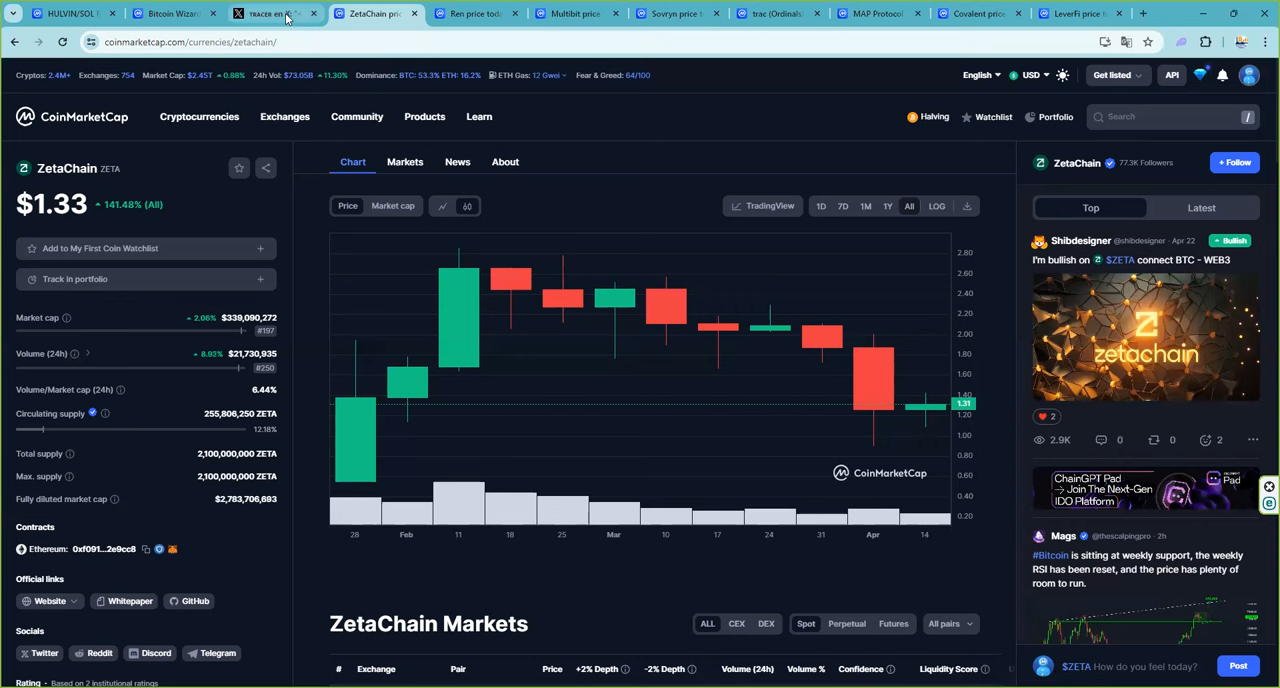 HULVIN/SOL
Bitcoin Wizard
TRACER en X: "
ZetaChain pric
Ren price toda
Multibit price
Sovryn price t
trac (Ordinals)
MAP Protocol
Covalent price
LeverFi price t
coinmarketcap.com/currencies/zetachain/
Cryptos: 2.4M+ Exchanges: 754 Market Cap: $2.45T 0.88% 24h Vol: $73.05B 11.30% Dominance: BTC: 53.3% ETH: 16.2% ETH Gas: 12 Gwei Fear & Greed: 64/100
English USD Get listed API
CoinMarketCap Cryptocurrencies Exchanges Community Products Learn
Halving Watchlist Portfolio Search /
ZetaChain ZETA
$1.33 141.48% (All)
Add to My First Coin Watchlist +
Track in portfolio +
Market cap 2.06% $339,090,272
#197
Volume (24h) 8.93% $21,730,935
#250
Volume/Market cap (24h) 6.44%
Circulating supply 255,806,250 ZETA
12.18%
Total supply 2,100,000,000 ZETA
Max. supply 2,100,000,000 ZETA
Fully diluted market cap $2,783,706,693
Contracts
Ethereum: 0xf091...2e9cc8
Official links
Website Whitepaper GitHub
Socials
Twitter Reddit Discord Telegram
Rating · Based on 2 institutional ratings
Chart Markets News About
Price Market cap
TradingView 1D 7D 1M 1Y All LOG
2.80
2.60
2.40
2.20
2.00
1.80
1.60
1.40
1.31
1.20
1.00
0.80
0.60
0.40
0.20
CoinMarketCap
28 Feb 11 18 25 Mar 10 17 24 31 Apr 14
ZetaChain Markets
ALL CEX DEX Spot Perpetual Futures All pairs
# Exchange Pair Price +2% Depth -2% Depth Volume (24h) Volume % Confidence Liquidity Score
ZetaChain 77.3K Followers + Follow
Top Latest
Shibdesigner @shibdesigner · Apr 22 Bullish
I'm bullish on $ZETA connect BTC - WEB3
zetachain
2
2.9K 0 0 2
ChainGPT Pad
→ Join The Next-Gen
IDO Platform
Pad
Mags @thescalpingpro · 2h
#Bitcoin is sitting at weekly support, the weekly
RSI has been reset, and the price has plenty of
room to run.
$ZETA How do you feel today? Post